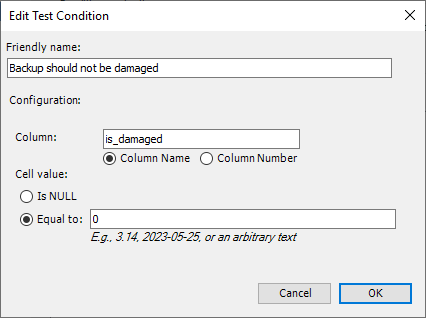 Edit Test Condition
Friendly name:
Backup should not be damaged
Configuration:
Column: is_damaged
Column Name Column Number
Cell value:
Is NULL
Equal to: 0
E.g., 3.14, 2023-05-25, or an arbitrary text
Cancel OK